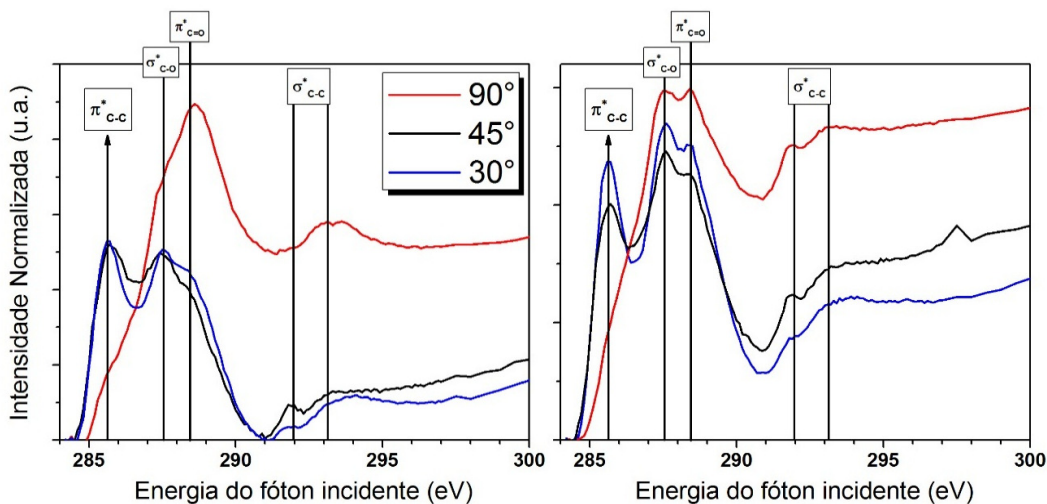 Intensidade Normalizada (u.a.)
π*C-C
σ*C-O
π*C=O
σ*C-C
90°
45°
30°
285
290
295
300
Energia do fóton incidente (eV)
π*C-C
σ*C-O
π*C=O
σ*C-C
285
290
295
300
Energia do fóton incidente (eV)